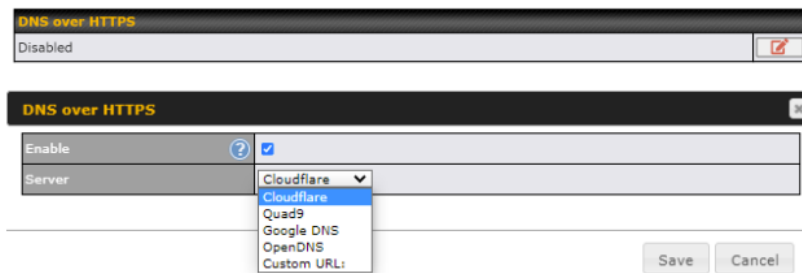 DNS over HTTPS
Disabled
DNS over HTTPS
Enable ?
Server Cloudflare
Cloudflare
Quad9
Google DNS
OpenDNS
Custom URL:
Save Cancel